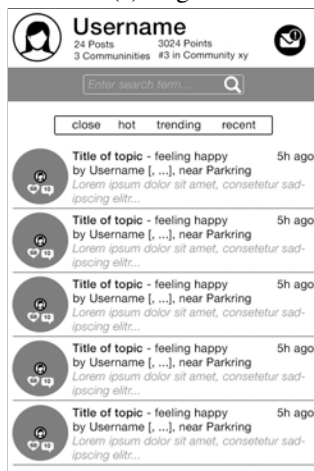 Username
24 Posts 3024 Points
3 Communinities #3 in Community xy
Enter search term...
close hot trending recent
Title of topic - feeling happy 5h ago
by Username [, ...], near Parkring
Lorem ipsum dolor sit amet, consetetur sad-
ipscing elitr...
Title of topic - feeling happy 5h ago
by Username [, ...], near Parkring
Lorem ipsum dolor sit amet, consetetur sad-
ipscing elitr...
Title of topic - feeling happy 5h ago
by Username [, ...], near Parkring
Lorem ipsum dolor sit amet, consetetur sad-
ipscing elitr...
Title of topic - feeling happy 5h ago
by Username [, ...], near Parkring
Lorem ipsum dolor sit amet, consetetur sad-
ipscing elitr...
Title of topic - feeling happy 5h ago
by Username [, ...], near Parkring
Lorem ipsum dolor sit amet, consetetur sad-
ipscing elitr...